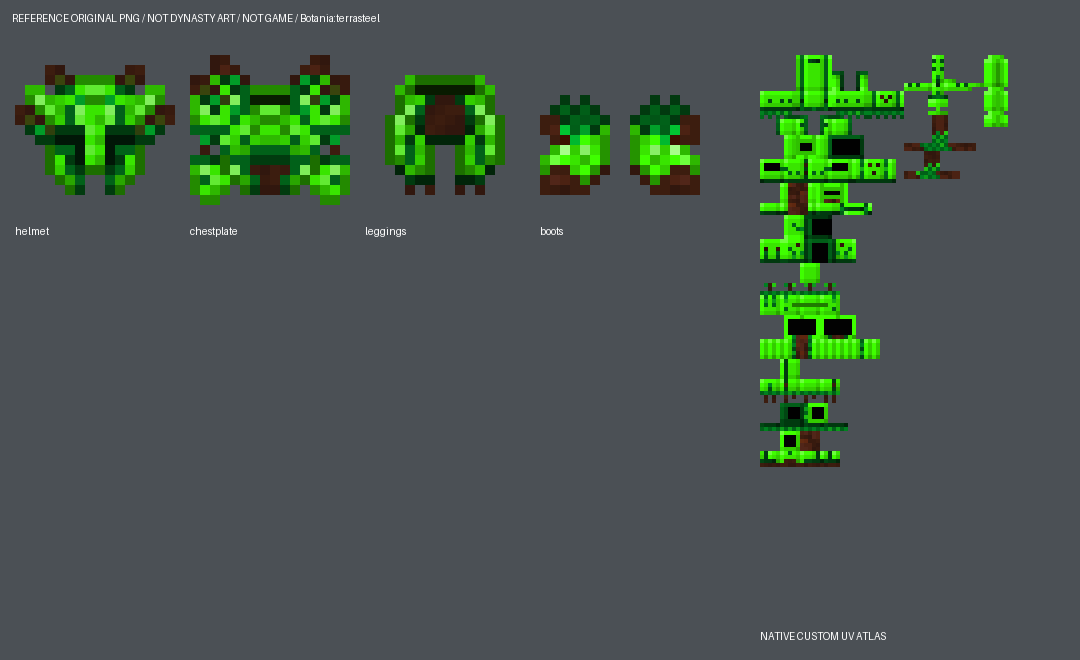 REFERENCE ORIGINAL PNG / NOT DYNASTY ART / NOT GAME / Botania:terrasteel
helmet
chestplate
leggings
boots
NATIVE CUSTOM UV ATLAS